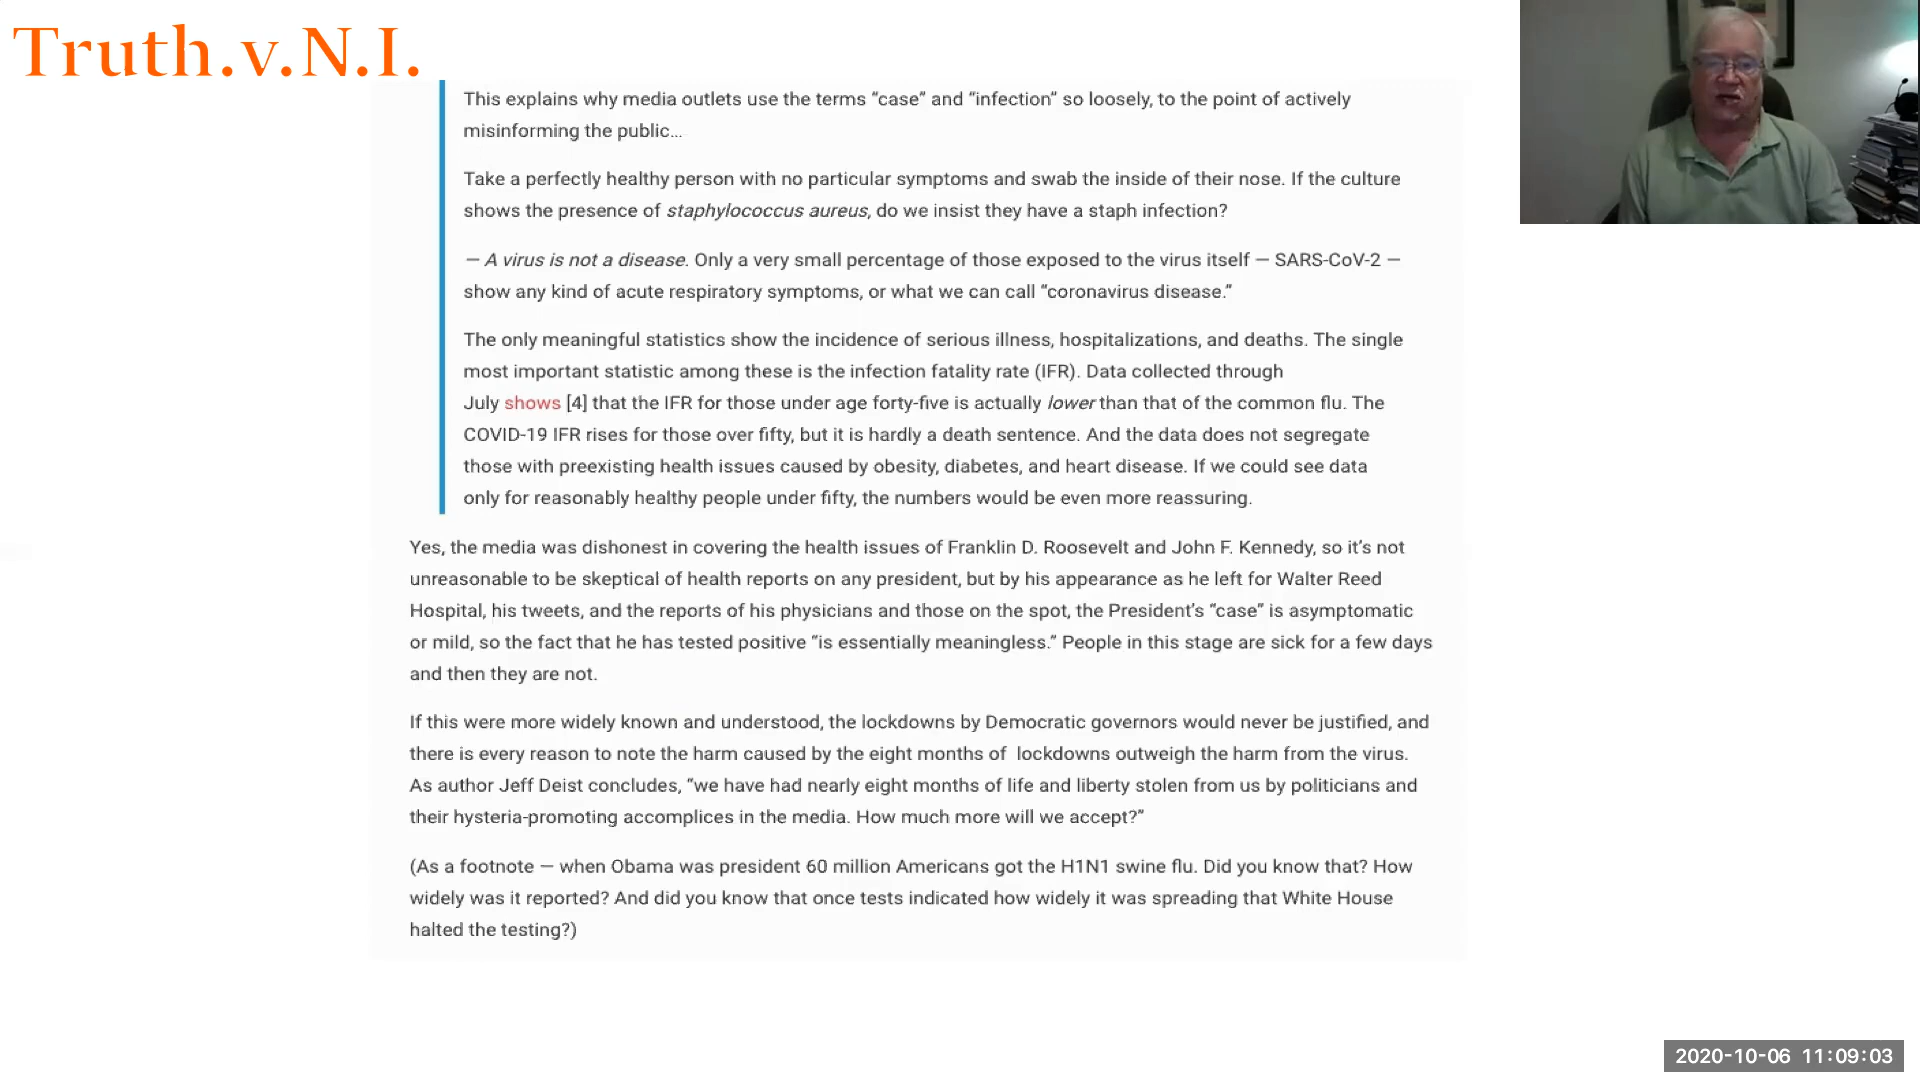 Truth.v.N.I.
This explains why media outlets use the terms “case” and “infection” so loosely, to the point of actively
misinforming the public…
Take a perfectly healthy person with no particular symptoms and swab the inside of their nose. If the culture
shows the presence of staphylococcus aureus, do we insist they have a staph infection?
— A virus is not a disease. Only a very small percentage of those exposed to the virus itself — SARS-CoV-2 —
show any kind of acute respiratory symptoms, or what we can call “coronavirus disease.”
The only meaningful statistics show the incidence of serious illness, hospitalizations, and deaths. The single
most important statistic among these is the infection fatality rate (IFR). Data collected through
July shows [4] that the IFR for those under age forty-five is actually lower than that of the common flu. The
COVID-19 IFR rises for those over fifty, but it is hardly a death sentence. And the data does not segregate
those with preexisting health issues caused by obesity, diabetes, and heart disease. If we could see data
only for reasonably healthy people under fifty, the numbers would be even more reassuring.
Yes, the media was dishonest in covering the health issues of Franklin D. Roosevelt and John F. Kennedy, so it’s not
unreasonable to be skeptical of health reports on any president, but by his appearance as he left for Walter Reed
Hospital, his tweets, and the reports of his physicians and those on the spot, the President’s “case” is asymptomatic
or mild, so the fact that he has tested positive “is essentially meaningless.” People in this stage are sick for a few days
and then they are not.
If this were more widely known and understood, the lockdowns by Democratic governors would never be justified, and
there is every reason to note the harm caused by the eight months of lockdowns outweigh the harm from the virus.
As author Jeff Deist concludes, “we have had nearly eight months of life and liberty stolen from us by politicians and
their hysteria-promoting accomplices in the media. How much more will we accept?”
(As a footnote — when Obama was president 60 million Americans got the H1N1 swine flu. Did you know that? How
widely was it reported? And did you know that once tests indicated how widely it was spreading that White House
halted the testing?)
2020-10-06 11:09:03